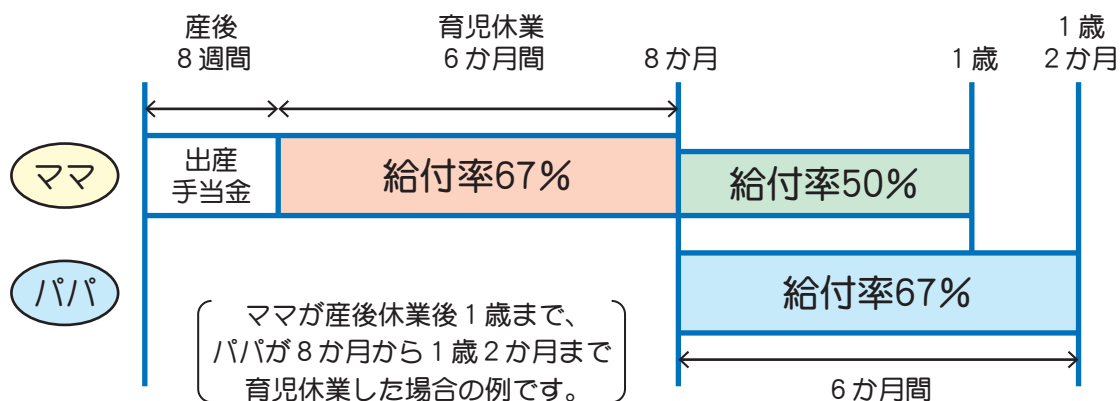 産後
8週間
育児休業
6か月間
8か月
1歳
1歳
2か月
ママ
出産
手当金
給付率67%
給付率50%
パパ
給付率67%
ママが産後休業後1歳まで、
パパが8か月から1歳2か月まで
育児休業した場合の例です。
6か月間